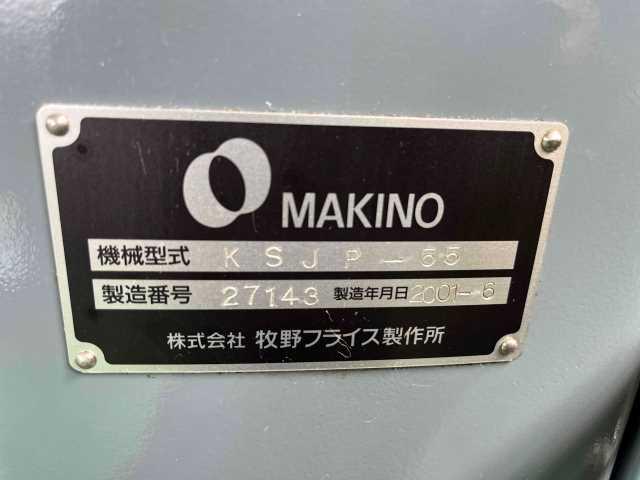 MAKINO
機械型式 KSJP-55
製造番号 27143 製造年月日 2001-6
株式会社 牧野フライス製作所